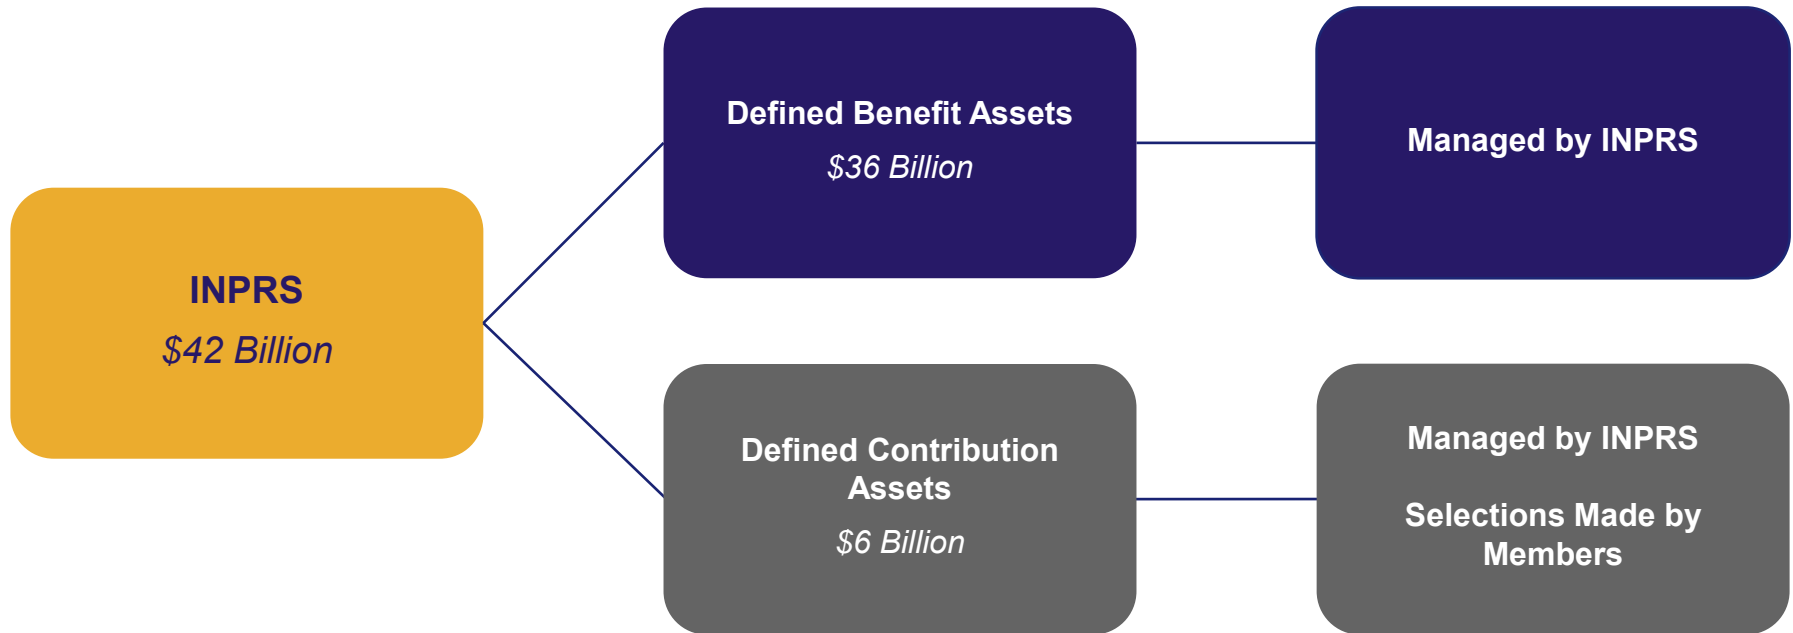 INPRS
$42 Billion
Defined Benefit Assets
$36 Billion
Managed by INPRS
Defined Contribution
Assets
$6 Billion
Managed by INPRS
Selections Made by
Members